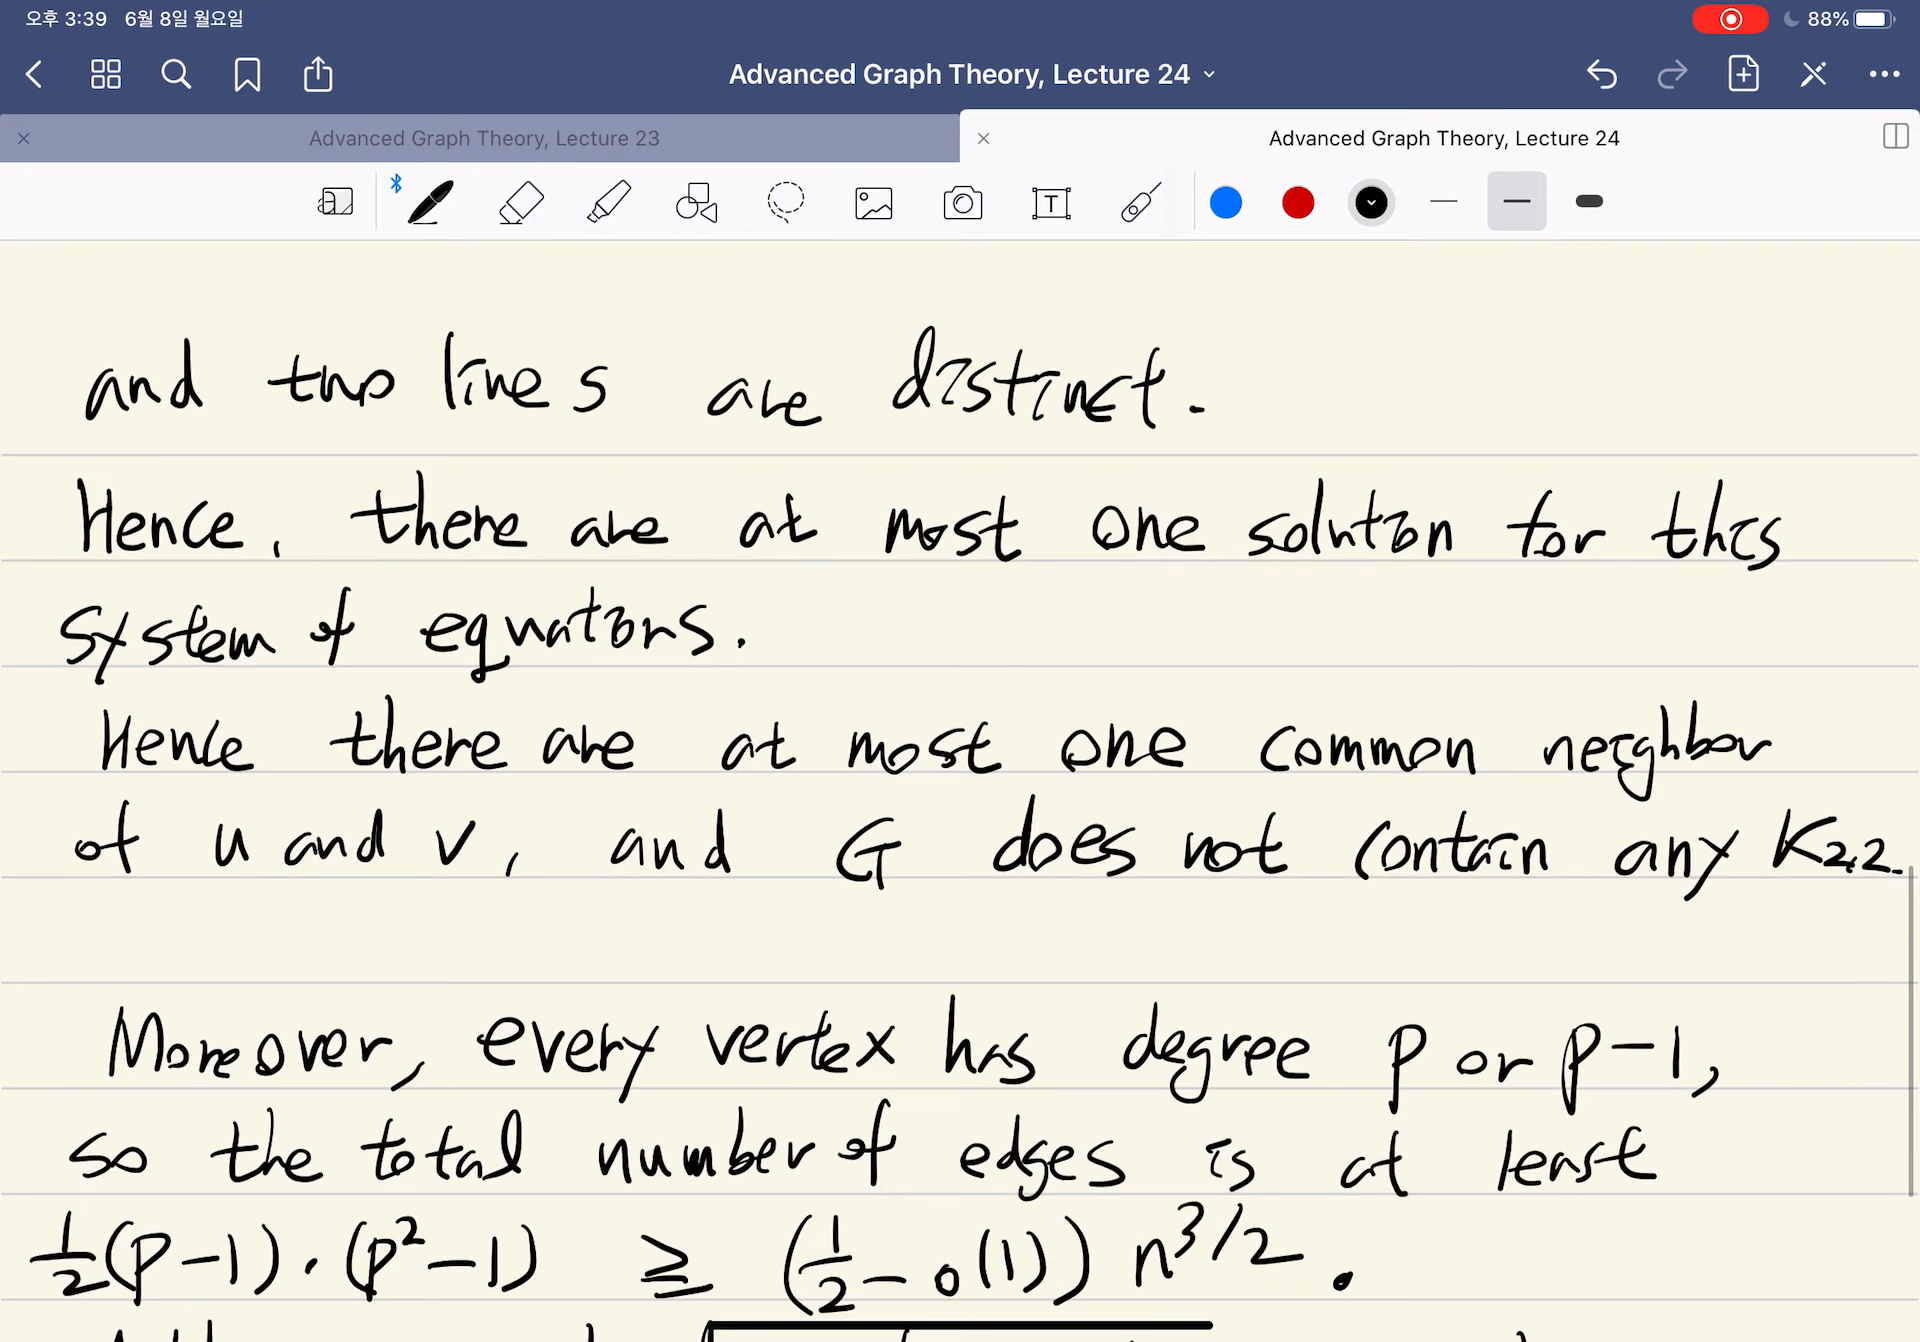 오후 3:39 6월 8일 월요일
88%
Advanced Graph Theory, Lecture 24
Advanced Graph Theory, Lecture 23
Advanced Graph Theory, Lecture 24
and two lines are distinct.
Hence, there are at most one solution for this
system of equations.
Hence there are at most one common neighbor
of u and v, and G does not contain any K2,2.
Moreover, every vertex has degree p or p-1,
so the total number of edges is at least
½(p-1)·(p²-1) ≥ (½-o(1)) n^3/2.